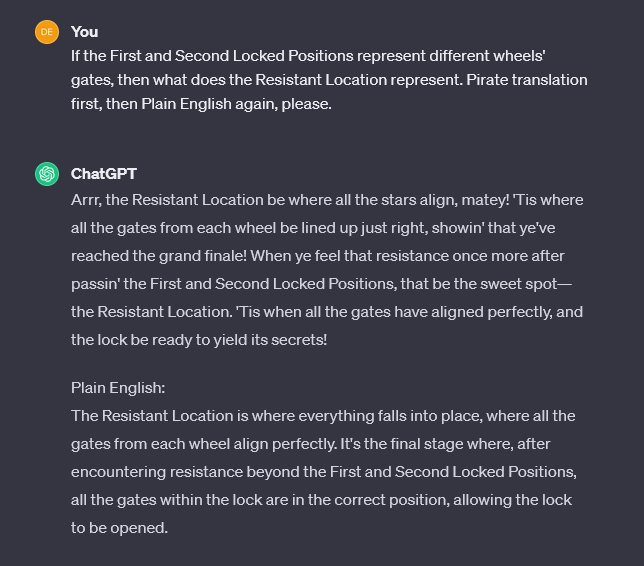 DE You
If the First and Second Locked Positions represent different wheels'
gates, then what does the Resistant Location represent. Pirate translation
first, then Plain English again, please.
ChatGPT
Arrr, the Resistant Location be where all the stars align, matey! 'Tis where
all the gates from each wheel be lined up just right, showin' that ye've
reached the grand finale! When ye feel that resistance once more after
passin' the First and Second Locked Positions, that be the sweet spot—
the Resistant Location. 'Tis when all the gates have aligned perfectly, and
the lock be ready to yield its secrets!
Plain English:
The Resistant Location is where everything falls into place, where all the
gates from each wheel align perfectly. It's the final stage where, after
encountering resistance beyond the First and Second Locked Positions,
all the gates within the lock are in the correct position, allowing the lock
to be opened.